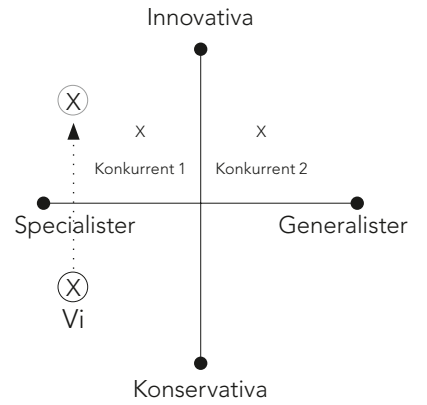 Innovativa
X
X
X
Konkurrent 1
Konkurrent 2
Specialister
Generalister
X
Vi
Konservativa